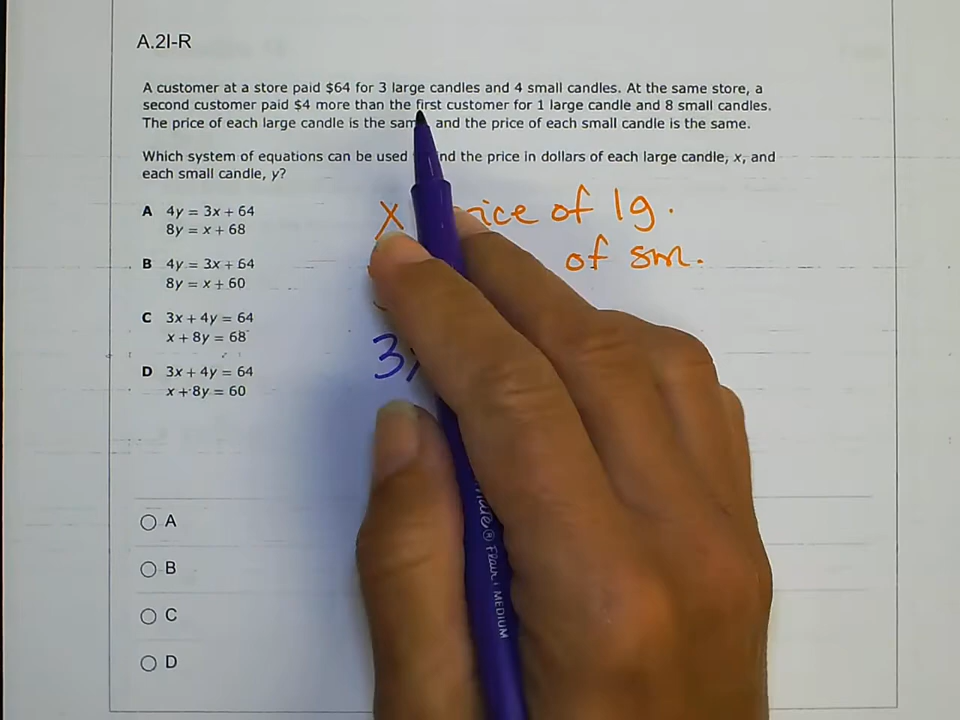 A.2I-R
A customer at a store paid $64 for 3 large candles and 4 small candles. At the same store, a
second customer paid $4 more than the first customer for 1 large candle and 8 small candles.
The price of each large candle is the same, and the price of each small candle is the same.
Which system of equations can be used find the price in dollars of each large candle, x, and
each small candle, y?
A 4y = 3x + 64
8y = x + 68
B 4y = 3x + 64
8y = x + 60
C 3x + 4y = 64
x + 8y = 68
D 3x + 4y = 64
x + 8y = 60
x price of lg.
of sm.
3x
A
B
C
D
Flair MEDIUM